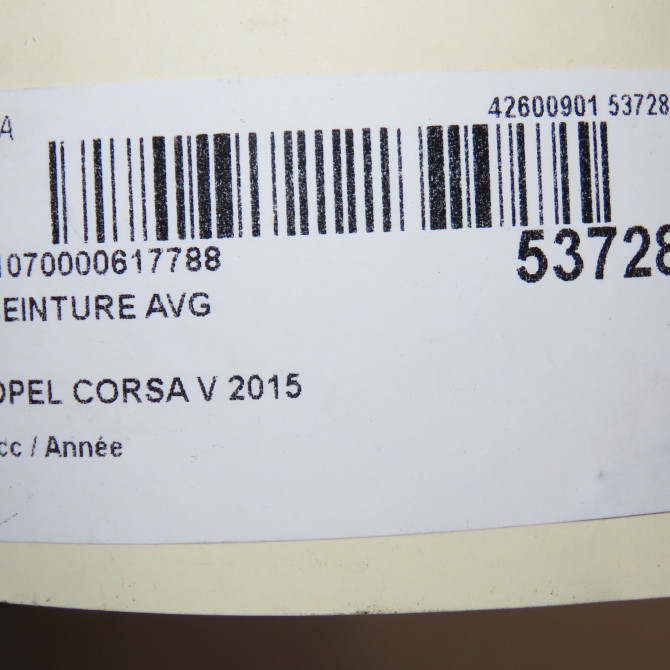 A
42600901 53728
1070000617788
53728
EINTURE AVG
OPEL CORSA V 2015
cc / Année